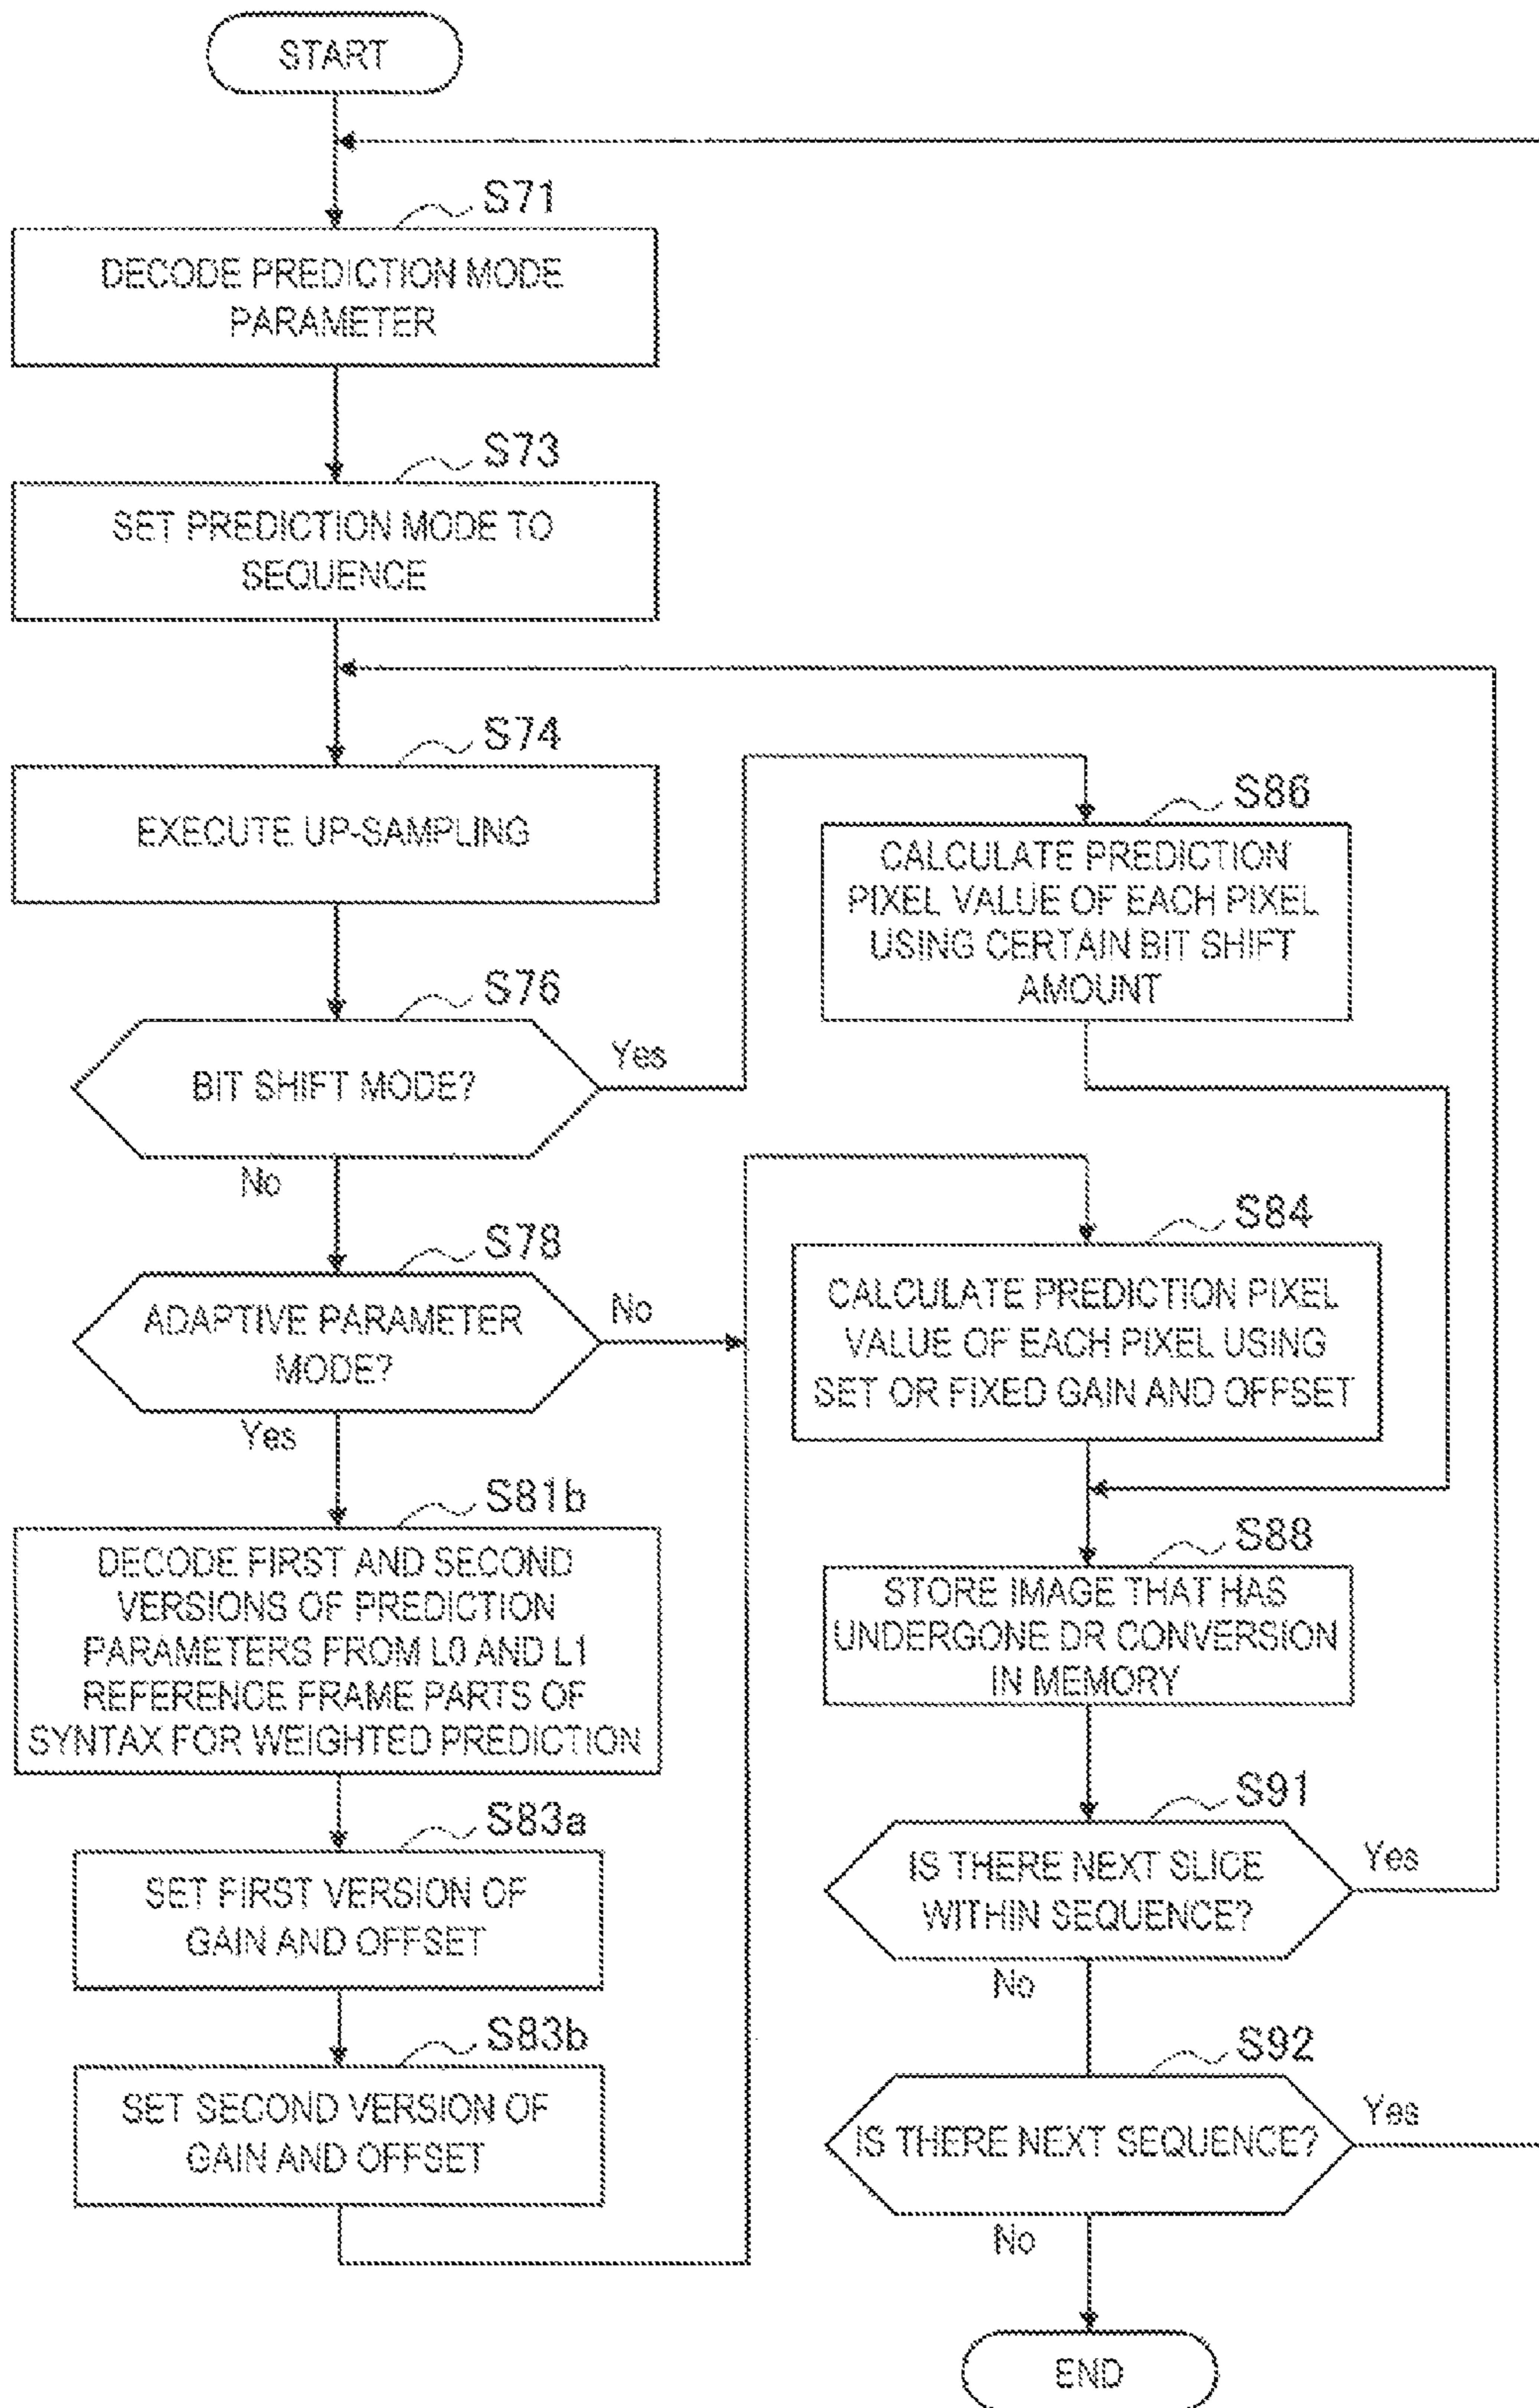 START
S71
DECODE PREDICTION MODE
PARAMETER
S73
SET PREDICTION MODE TO
SEQUENCE
S74
EXECUTE UP-SAMPLING
S76
BIT SHIFT MODE?
Yes
No
S78
ADAPTIVE PARAMETER
MODE?
No
Yes
S81b
DECODE FIRST AND SECOND
VERSIONS OF PREDICTION
PARAMETERS FROM L0 AND L1
REFERENCE FRAME PARTS OF
SYNTAX FOR WEIGHTED PREDICTION
S83a
SET FIRST VERSION OF
GAIN AND OFFSET
S83b
SET SECOND VERSION OF
GAIN AND OFFSET
S86
CALCULATE PREDICTION
PIXEL VALUE OF EACH PIXEL
USING CERTAIN BIT SHIFT
AMOUNT
S84
CALCULATE PREDICTION PIXEL
VALUE OF EACH PIXEL USING
SET OR FIXED GAIN AND OFFSET
S88
STORE IMAGE THAT HAS
UNDERGONE DR CONVERSION
IN MEMORY
S91
IS THERE NEXT SLICE
WITHIN SEQUENCE?
Yes
No
S92
IS THERE NEXT SEQUENCE?
Yes
No
END